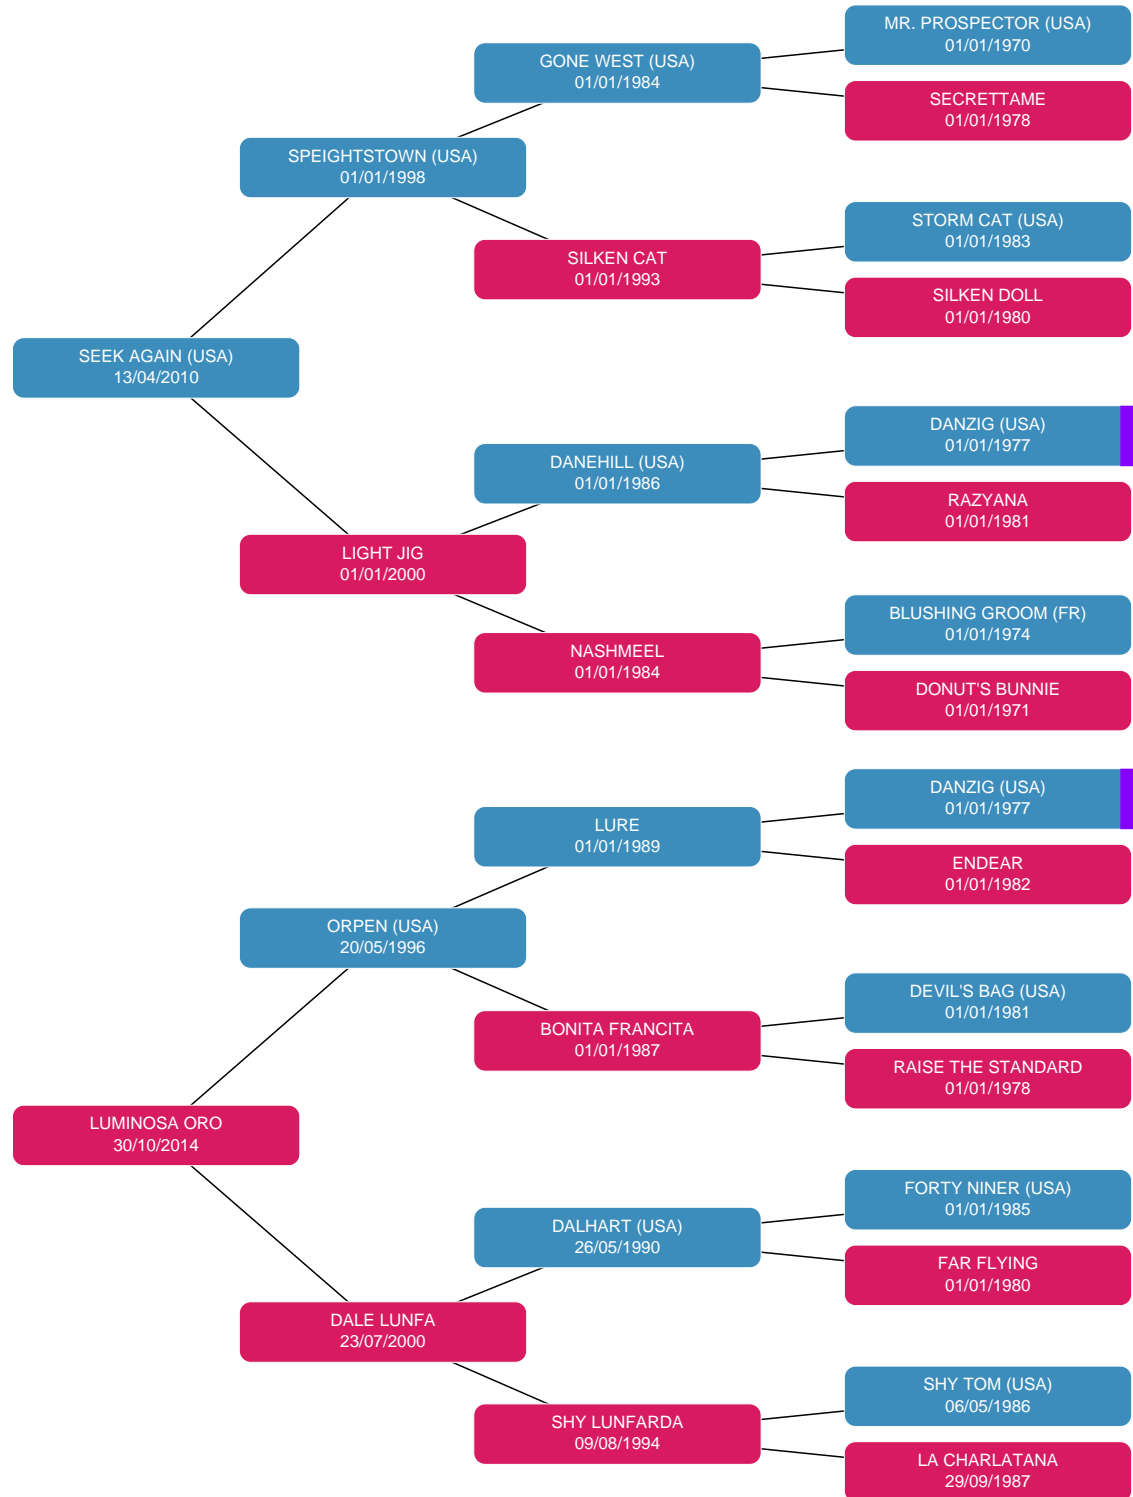 MR. PROSPECTOR (USA)
01/01/1970
GONE WEST (USA)
01/01/1984
SECRETTAME
01/01/1978
SPEIGHTSTOWN (USA)
01/01/1998
STORM CAT (USA)
01/01/1983
SILKEN CAT
01/01/1993
SILKEN DOLL
01/01/1980
SEEK AGAIN (USA)
13/04/2010
DANZIG (USA)
01/01/1977
DANEHILL (USA)
01/01/1986
RAZYANA
01/01/1981
LIGHT JIG
01/01/2000
BLUSHING GROOM (FR)
01/01/1974
NASHMEEL
01/01/1984
DONUT'S BUNNIE
01/01/1971
DANZIG (USA)
01/01/1977
LURE
01/01/1989
ENDEAR
01/01/1982
ORPEN (USA)
20/05/1996
DEVIL'S BAG (USA)
01/01/1981
BONITA FRANCITA
01/01/1987
RAISE THE STANDARD
01/01/1978
LUMINOSA ORO
30/10/2014
FORTY NINER (USA)
01/01/1985
DALHART (USA)
26/05/1990
FAR FLYING
01/01/1980
DALE LUNFA
23/07/2000
SHY TOM (USA)
06/05/1986
SHY LUNFARDA
09/08/1994
LA CHARLATANA
29/09/1987